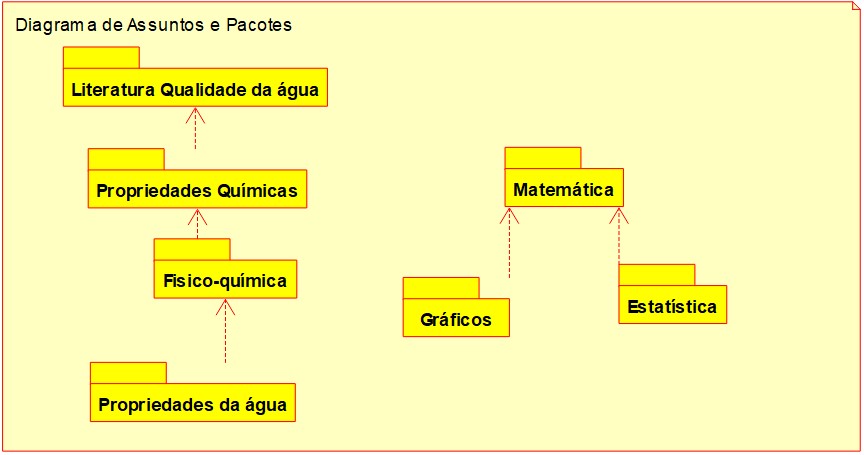 Diagrama de Assuntos e Pacotes
Literatura Qualidade da água
Propriedades Químicas
Fisico-química
Propriedades da água
Matemática
Gráficos
Estatística